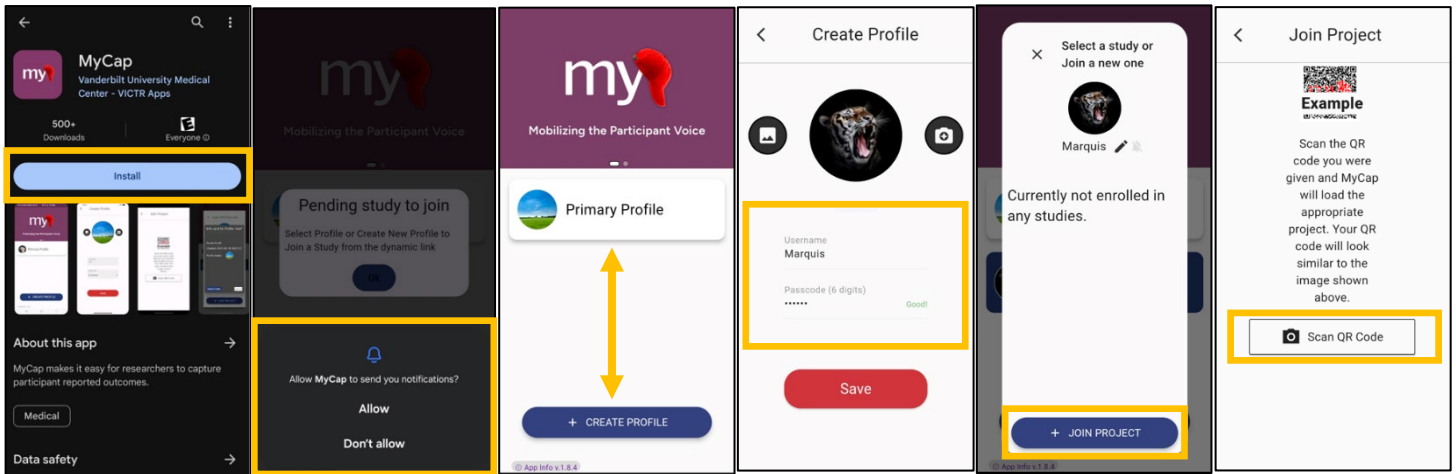 MyCap
Vanderbilt University Medical
Center - VICTR Apps
500+
Downloads
E
Everyone
Install
About this app
MyCap makes it easy for researchers to capture
participant reported outcomes.
Medical
Data safety
my
Mobilizing the Participant Voice
Pending study to join
Select Profile or Create New Profile to
Join a Study from the dynamic link
Ok
Allow MyCap to send you notifications?
Allow
Don't allow
my
Mobilizing the Participant Voice
Primary Profile
+ CREATE PROFILE
App Info v.1.8.4
Create Profile
Username
Marquis
Passcode (6 digits)
••••••
Good!
Save
Select a study or
Join a new one
Marquis
Currently not enrolled in
any studies.
+ JOIN PROJECT
App Info v.1.8.4
Join Project
Example
Scan the QR
code you were
given and MyCap
will load the
appropriate
project. Your QR
code will look
similar to the
image shown
above.
Scan QR Code